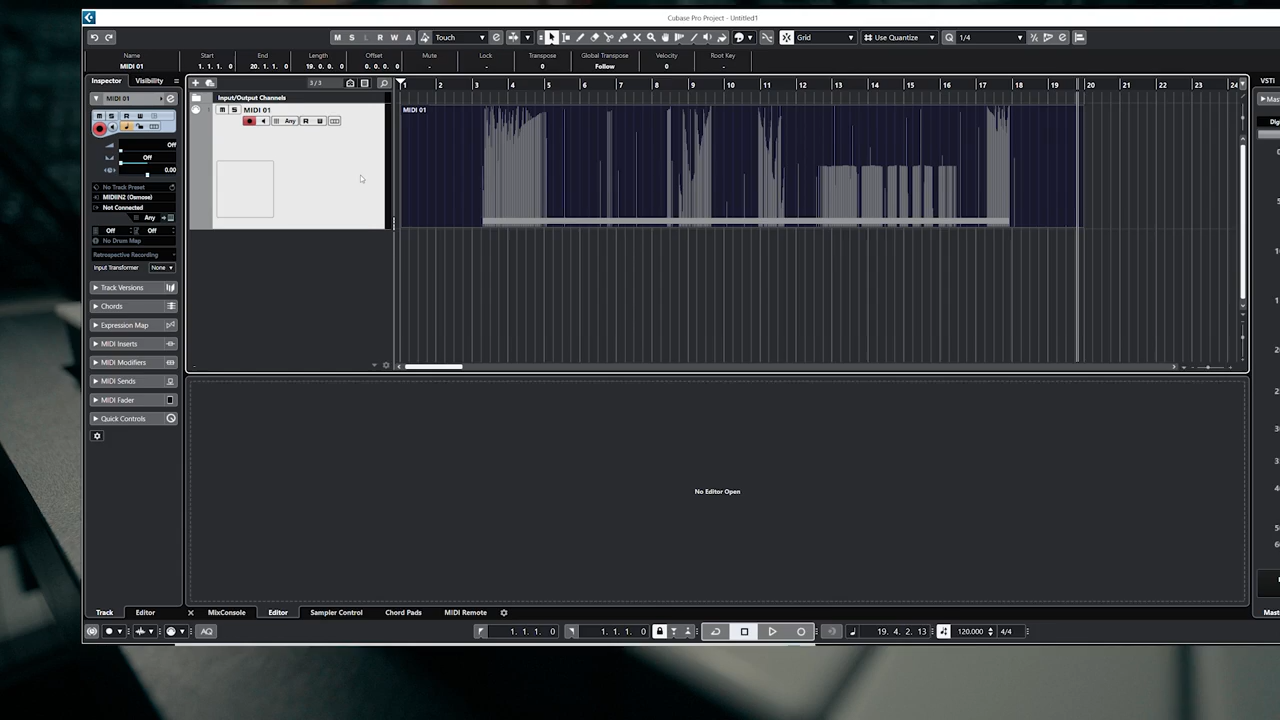 Cubase Pro Project - Untitled1
M S L R W A Touch Grid Use Quantize Q 1/4
Name Start End Length Offset Mute Lock Transpose Global Transpose Velocity Root Key
MIDI 01 1. 1. 1. 0 20. 1. 1. 0 19. 0. 0. 0 0. 0. 0. 0 - - 0 Follow 0 -
Inspector Visibility
3/3
1 2 3 4 5 6 7 8 9 10 11 12 13 14 15 16 17 18 19 20 21 22 23 24
VSTi
MIDI 01
Input/Output Channels
Mas
m S R W
m S MIDI 01
MIDI 01
Any R W
Digi
Off
Off
0.00
No Track Preset
MIDIIN2 (Osmose)
Not Connected
Any
Off Off
No Drum Map
Retrospective Recording
Input Transformer None
Track Versions
Chords
Expression Map
MIDI Inserts
MIDI Modifiers
MIDI Sends
MIDI Fader
Quick Controls
No Editor Open
Track Editor MixConsole Editor Sampler Control Chord Pads MIDI Remote
Mast
AQ 1. 1. 1. 0 1. 1. 1. 0 19. 4. 2. 13 120.000 4/4